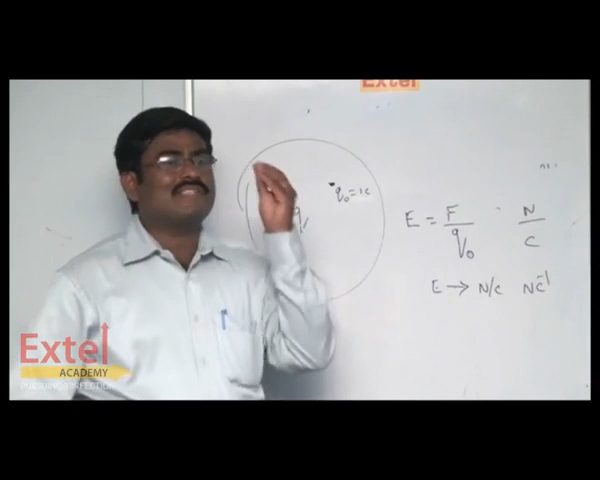 Extel
q₀=1C
q
E = F/q₀ N/C
E → N/C NC⁻¹
Extel
ACADEMY